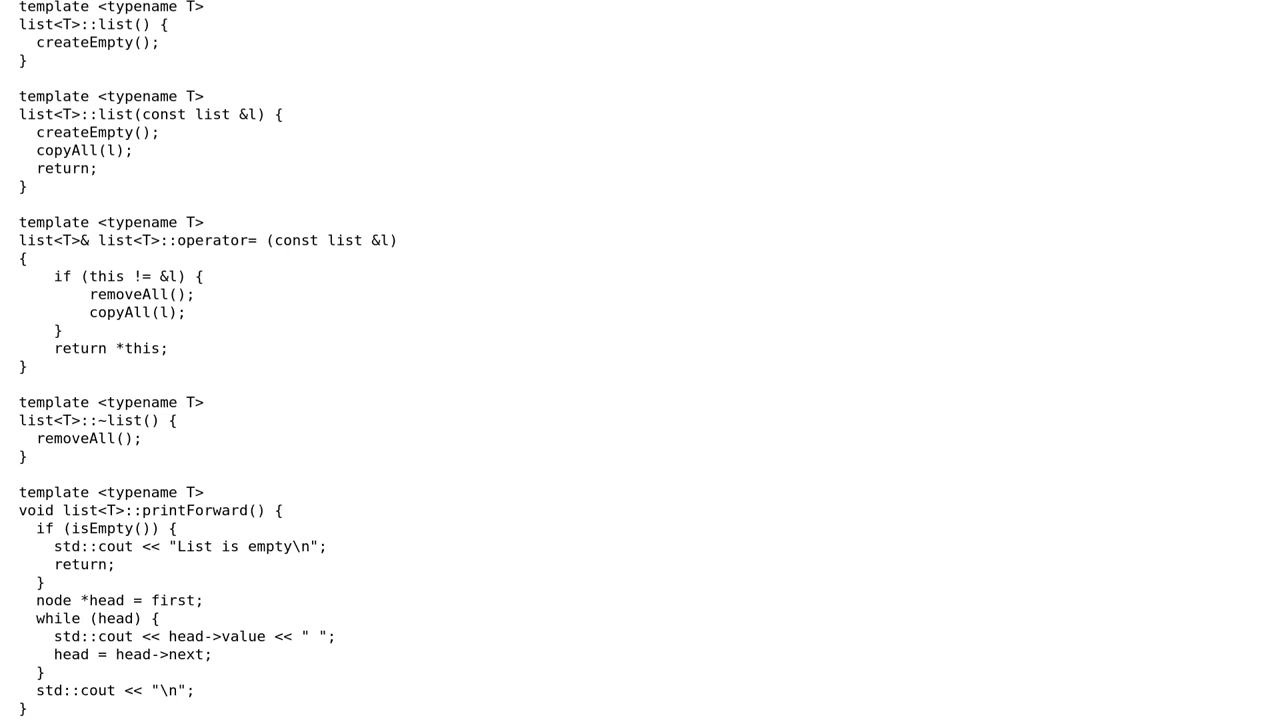 template <typename T>
list<T>::list() {
  createEmpty();
}

template <typename T>
list<T>::list(const list &l) {
  createEmpty();
  copyAll(l);
  return;
}

template <typename T>
list<T>& list<T>::operator= (const list &l)
{
    if (this != &l) {
        removeAll();
        copyAll(l);
    }
    return *this;
}

template <typename T>
list<T>::~list() {
  removeAll();
}

template <typename T>
void list<T>::printForward() {
  if (isEmpty()) {
    std::cout << "List is empty\n";
    return;
  }
  node *head = first;
  while (head) {
    std::cout << head->value << " ";
    head = head->next;
  }
  std::cout << "\n";
}